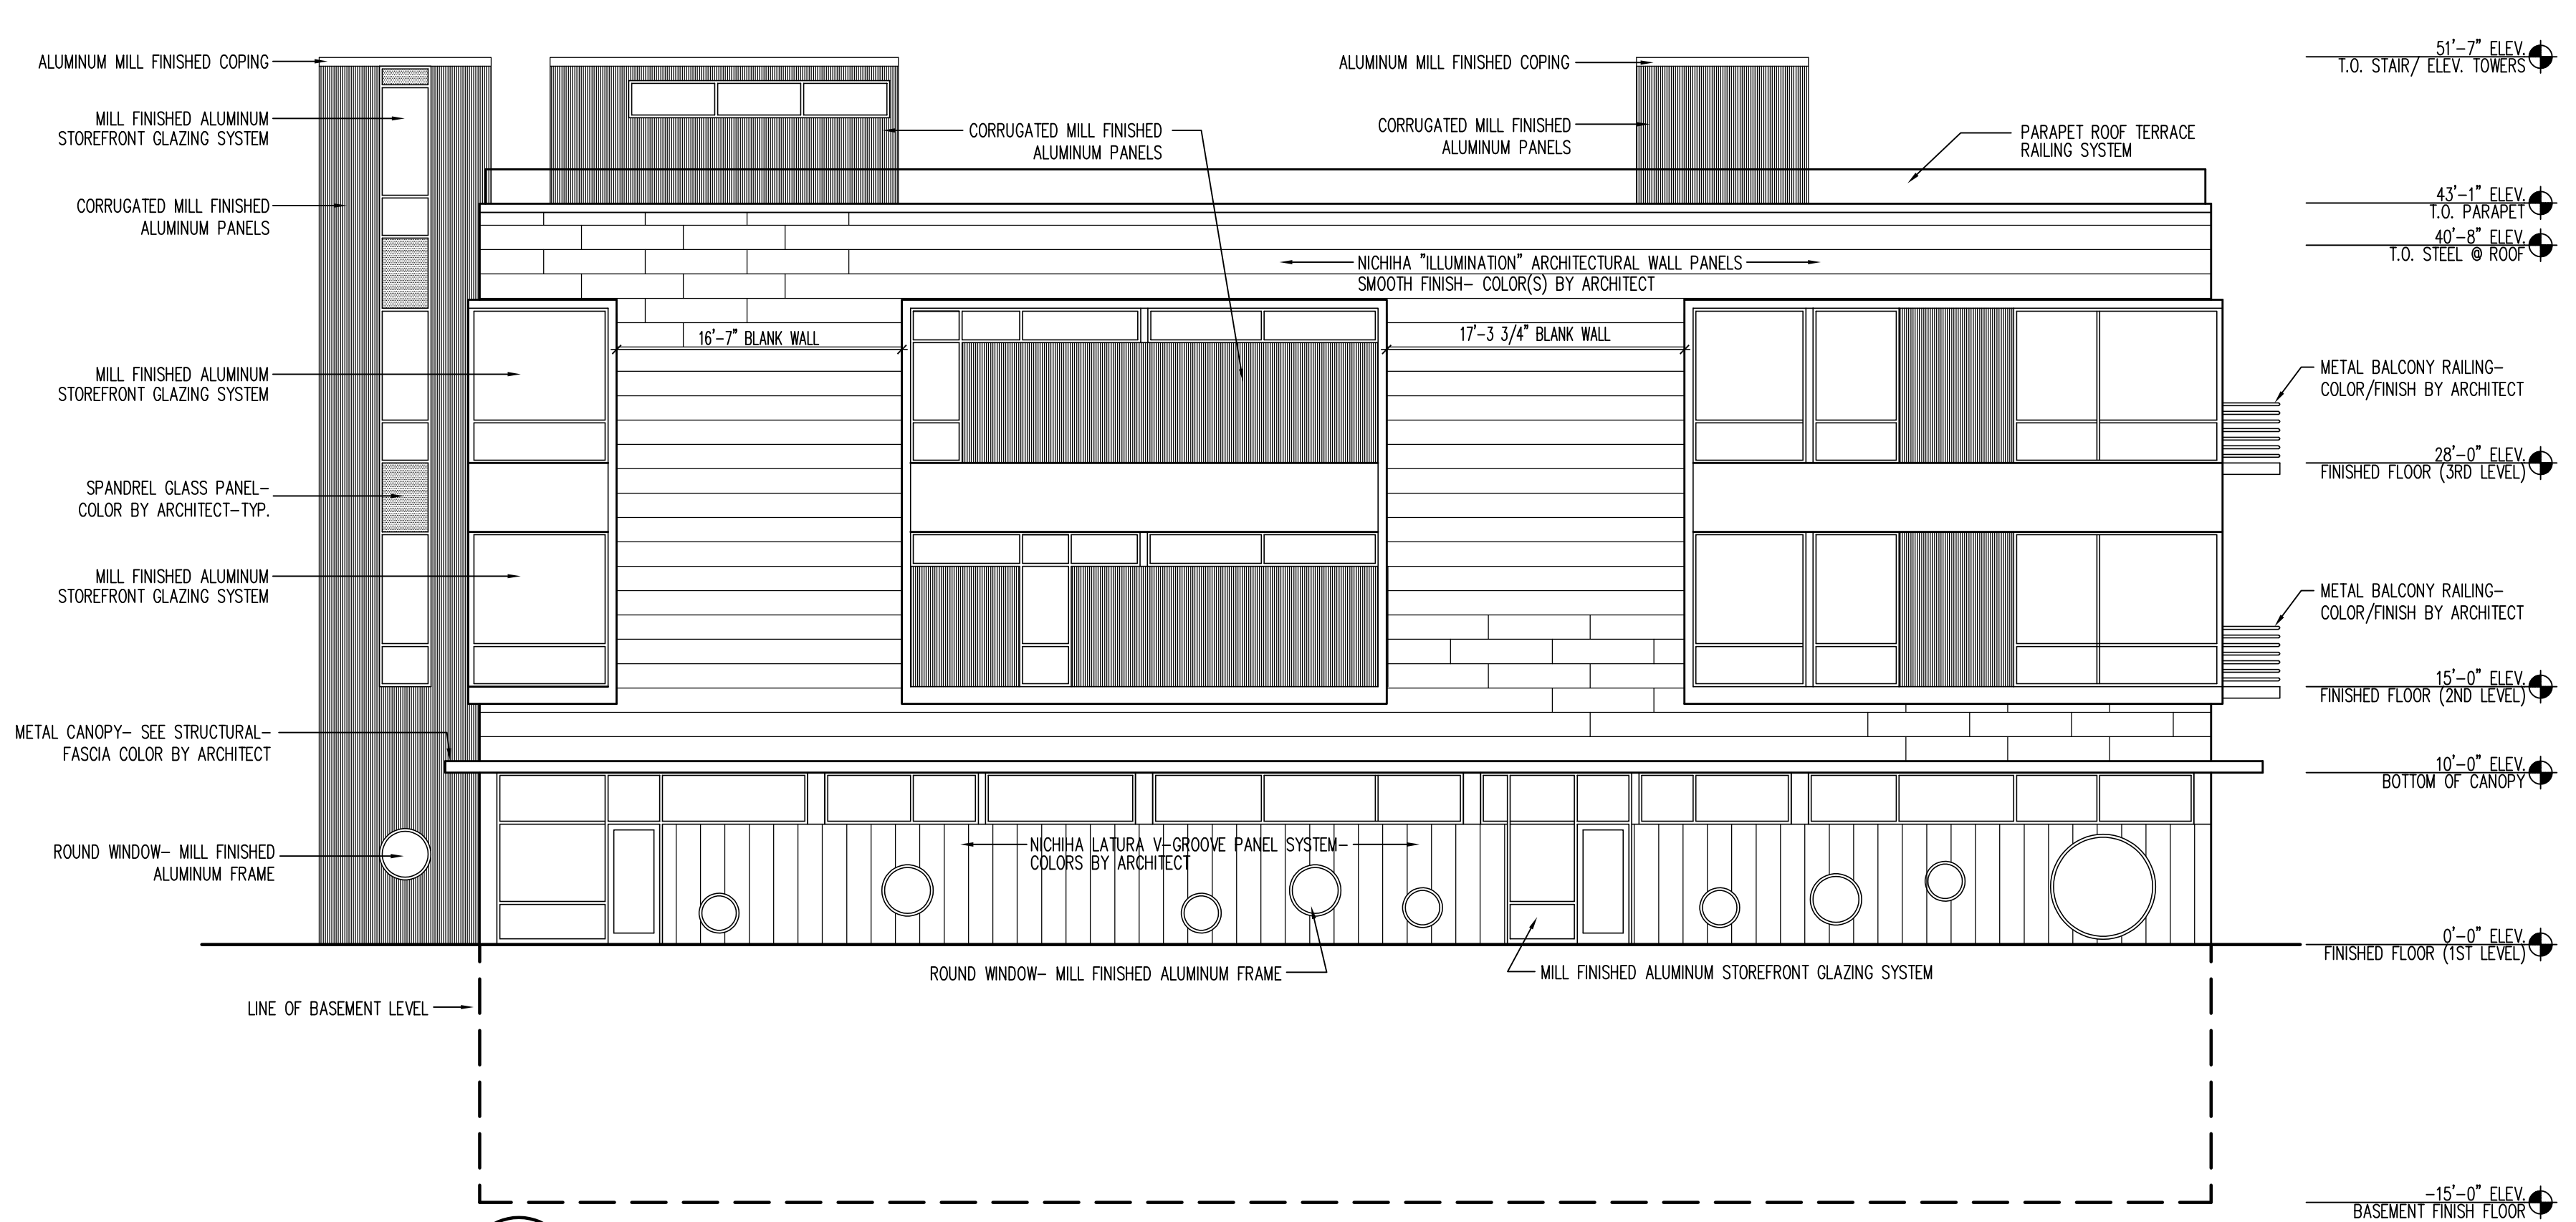 ALUMINUM MILL FINISHED COPING
MILL FINISHED ALUMINUM
STOREFRONT GLAZING SYSTEM
CORRUGATED MILL FINISHED
ALUMINUM PANELS
MILL FINISHED ALUMINUM
STOREFRONT GLAZING SYSTEM
SPANDREL GLASS PANEL-
COLOR BY ARCHITECT-TYP.
MILL FINISHED ALUMINUM
STOREFRONT GLAZING SYSTEM
METAL CANOPY- SEE STRUCTURAL-
FASCIA COLOR BY ARCHITECT
ROUND WINDOW- MILL FINISHED
ALUMINUM FRAME
LINE OF BASEMENT LEVEL
CORRUGATED MILL FINISHED
ALUMINUM PANELS
ALUMINUM MILL FINISHED COPING
CORRUGATED MILL FINISHED
ALUMINUM PANELS
PARAPET ROOF TERRACE
RAILING SYSTEM
NICHIHA "ILLUMINATION" ARCHITECTURAL WALL PANELS
SMOOTH FINISH- COLOR(S) BY ARCHITECT
16'-7" BLANK WALL
17'-3 3/4" BLANK WALL
NICHIHA LATURA V-GROOVE PANEL SYSTEM-
COLORS BY ARCHITECT
ROUND WINDOW- MILL FINISHED ALUMINUM FRAME
MILL FINISHED ALUMINUM STOREFRONT GLAZING SYSTEM
METAL BALCONY RAILING-
COLOR/FINISH BY ARCHITECT
METAL BALCONY RAILING-
COLOR/FINISH BY ARCHITECT
51'-7" ELEV.
T.O. STAIR/ ELEV. TOWERS
43'-1" ELEV.
T.O. PARAPET
40'-8" ELEV.
T.O. STEEL @ ROOF
28'-0" ELEV.
FINISHED FLOOR (3RD LEVEL)
15'-0" ELEV.
FINISHED FLOOR (2ND LEVEL)
10'-0" ELEV.
BOTTOM OF CANOPY
0'-0" ELEV.
FINISHED FLOOR (1ST LEVEL)
-15'-0" ELEV.
BASEMENT FINISH FLOOR